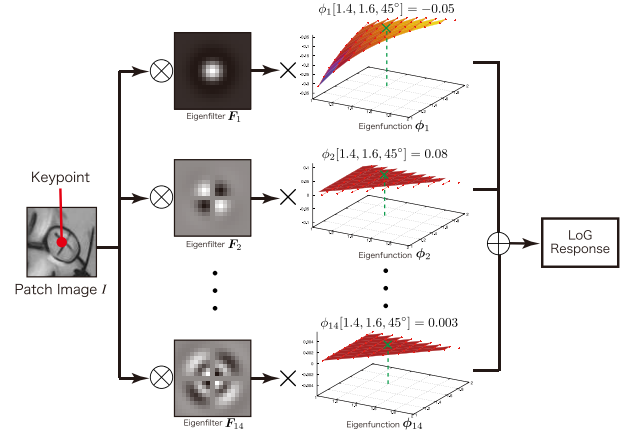 ϕ1[1.4, 1.6, 45°] = −0.05
Eigenfilter F1
Eigenfunction ϕ1
Keypoint
Patch Image I
ϕ2[1.4, 1.6, 45°] = 0.08
Eigenfilter F2
Eigenfunction ϕ2
LoG
Response
ϕ14[1.4, 1.6, 45°] = 0.003
Eigenfilter F14
Eigenfunction ϕ14